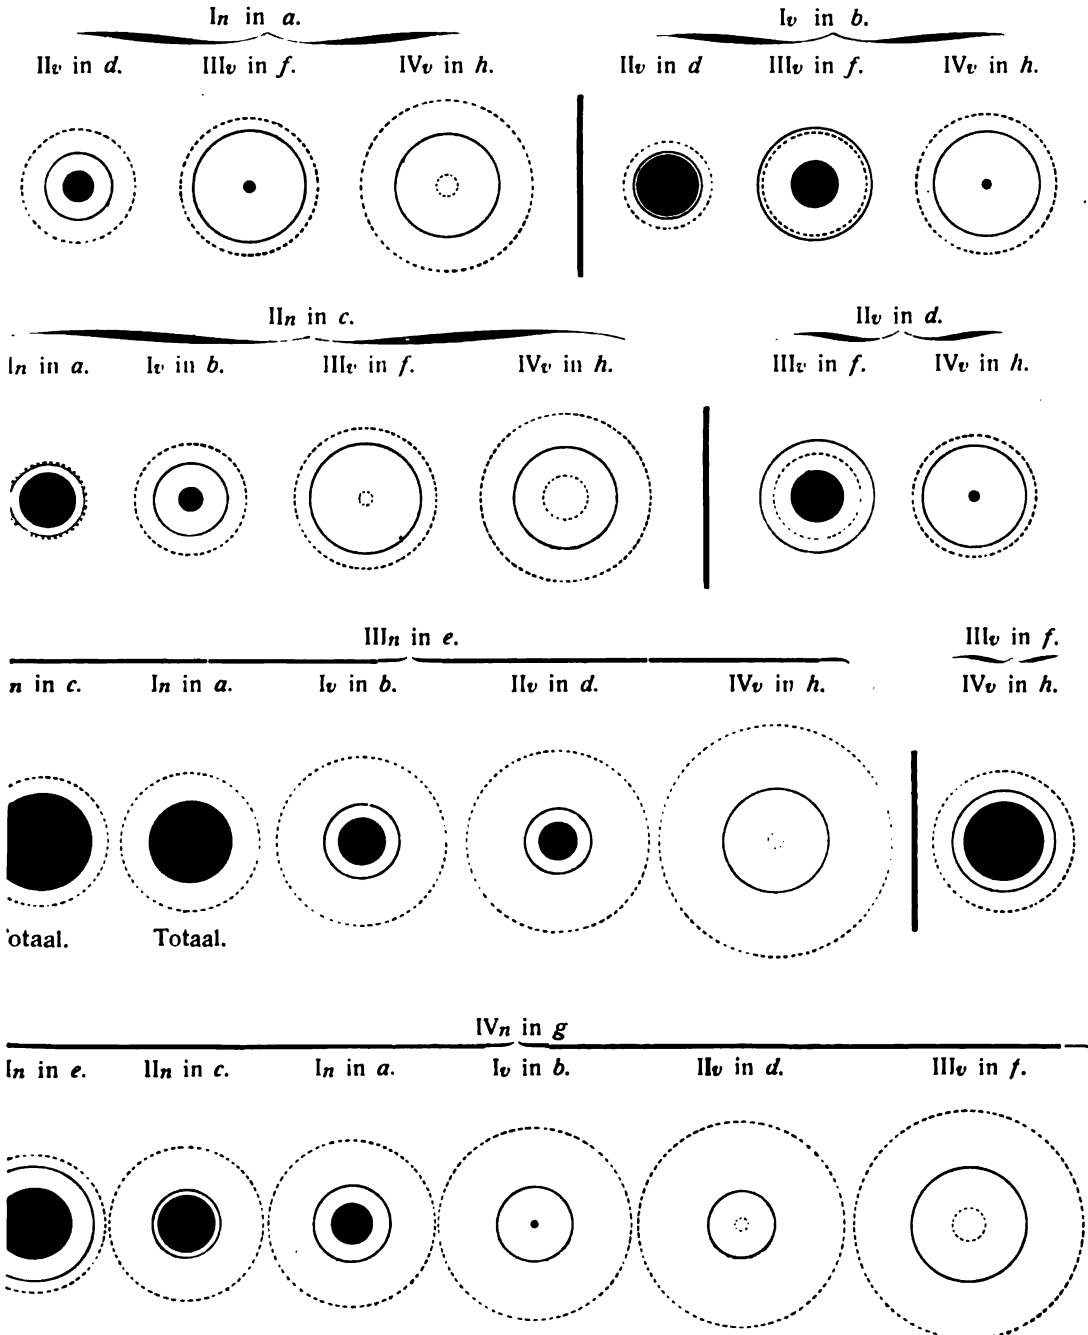 In in a. Iv in b.
IIv in d. IIIv in f. IVv in h. IIv in d IIIv in f. IVv in h.
IIn in c. IIv in d.
In in a. Iv in b. IIIv in f. IVv in h. IIIv in f. IVv in h.
IIIn in e. IIIv in f.
n in c. In in a. Iv in b. IIv in d. IVv in h. IVv in h.
otaal. Totaal.
IVn in g
In in e. IIn in c. In in a. Iv in b. IIv in d. IIIv in f.